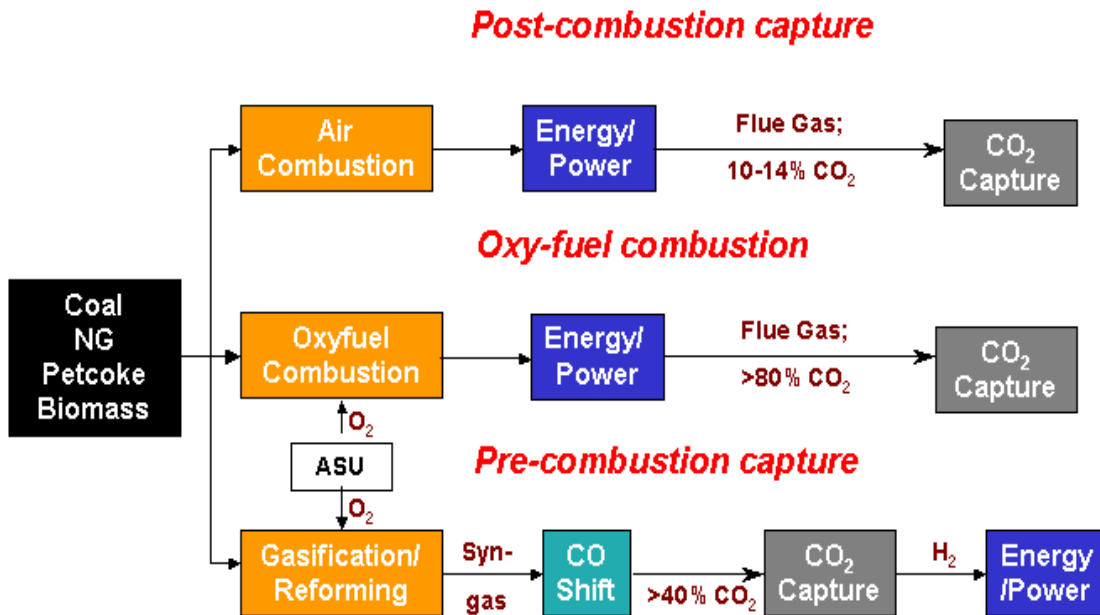 Post-combustion capture
Air
Combustion
Energy/
Power
Flue Gas;
10-14% CO₂
CO₂
Capture
Oxy-fuel combustion
Coal
NG
Petcoke
Biomass
Oxyfuel
Combustion
Energy/
Power
Flue Gas;
>80% CO₂
CO₂
Capture
O₂
ASU
O₂
Pre-combustion capture
Gasification/
Reforming
Syn-
gas
CO
Shift
>40% CO₂
CO₂
Capture
H₂
Energy
/Power